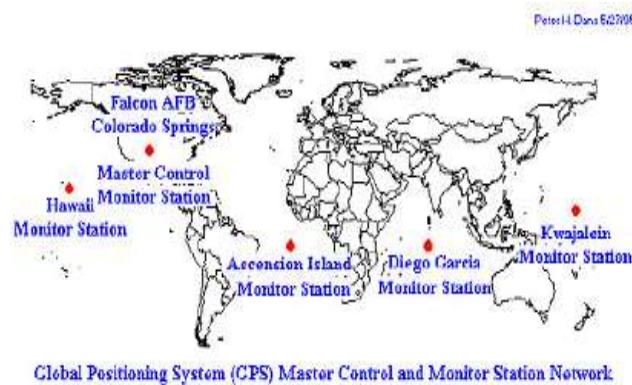 Peter H. Dana 5/27/95
Falcon AFB
Colorado Springs
Master Control
Monitor Station
Hawaii
Monitor Station
Ascension Island
Monitor Station
Diego Garcia
Monitor Station
Kwajalein
Monitor Station
Global Positioning System (GPS) Master Control and Monitor Station Network